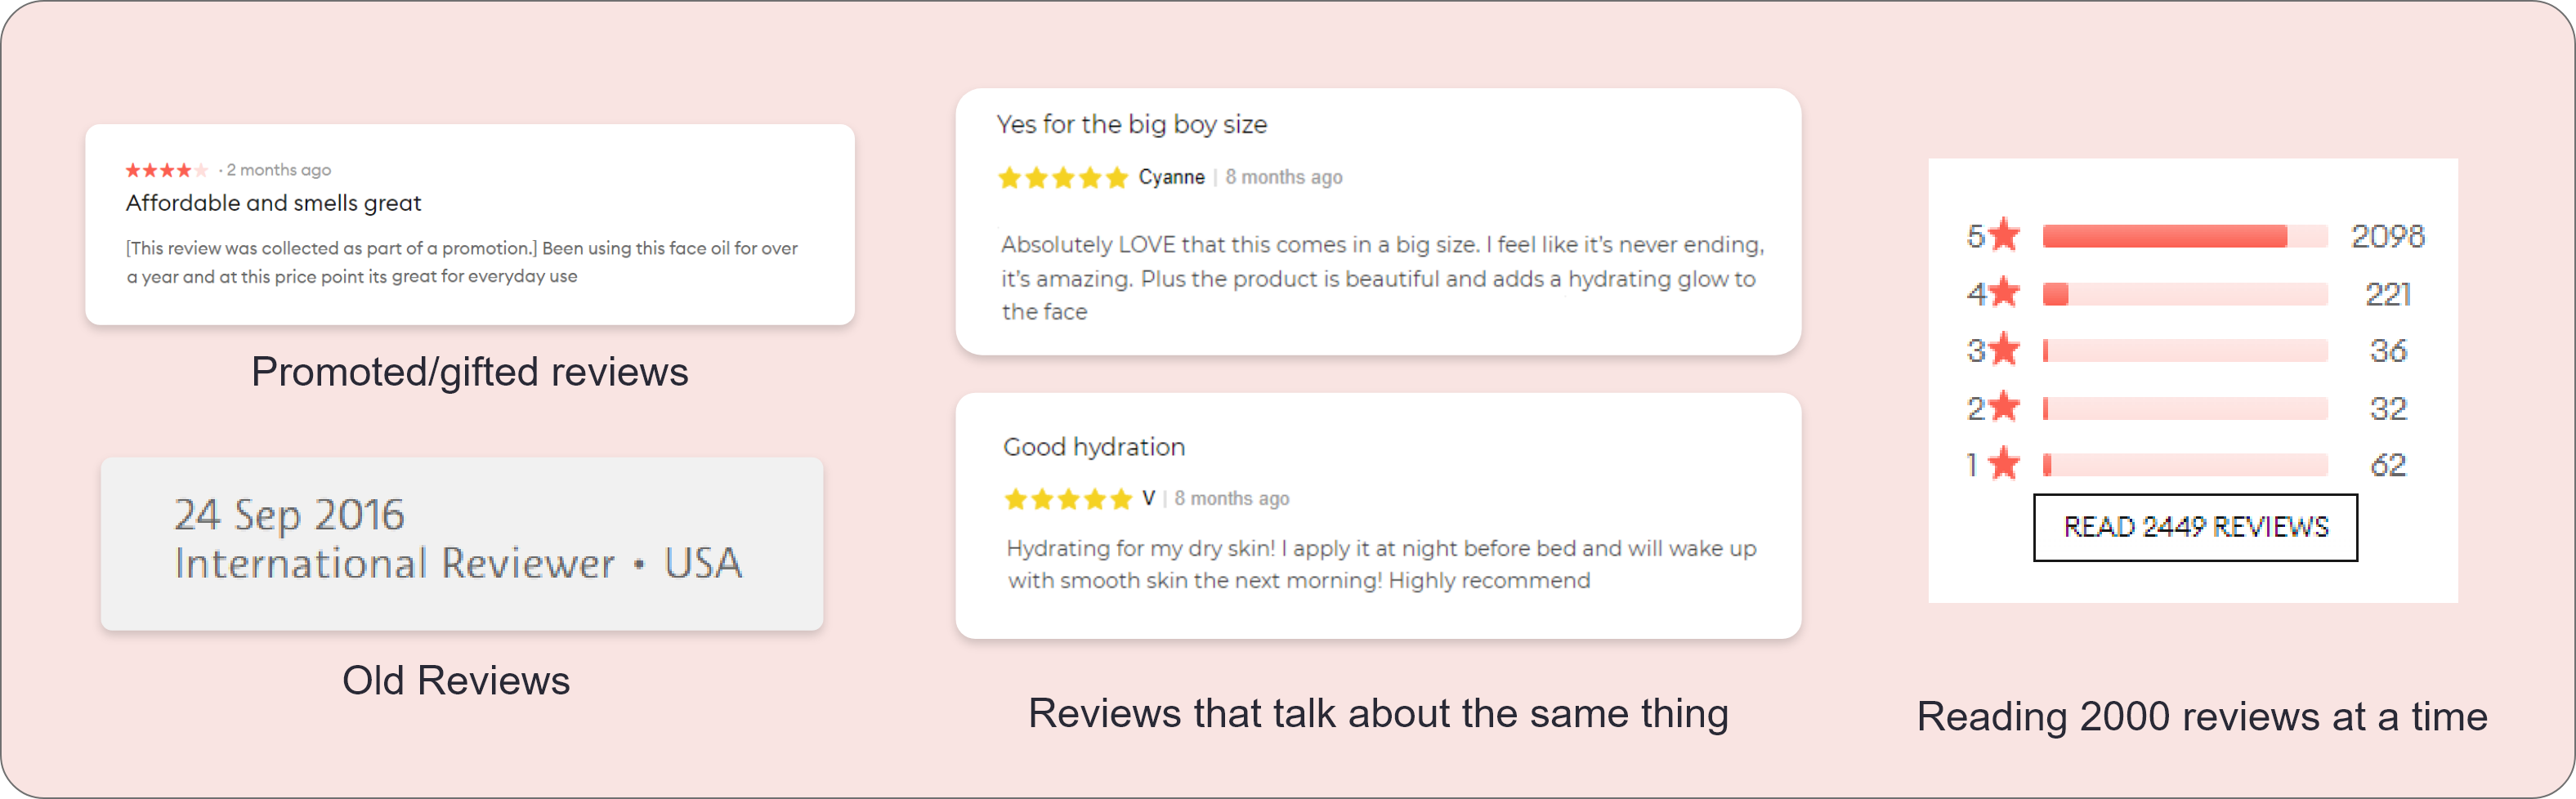 · 2 months ago
Affordable and smells great
[This review was collected as part of a promotion.] Been using this face oil for over
a year and at this price point its great for everyday use
Promoted/gifted reviews
24 Sep 2016
International Reviewer • USA
Old Reviews
Yes for the big boy size
Cyanne | 8 months ago
Absolutely LOVE that this comes in a big size. I feel like it's never ending,
it's amazing. Plus the product is beautiful and adds a hydrating glow to
the face
Good hydration
V | 8 months ago
Hydrating for my dry skin! I apply it at night before bed and will wake up
with smooth skin the next morning! Highly recommend
Reviews that talk about the same thing
5 2098
4 221
3 36
2 32
1 62
READ 2449 REVIEWS
Reading 2000 reviews at a time